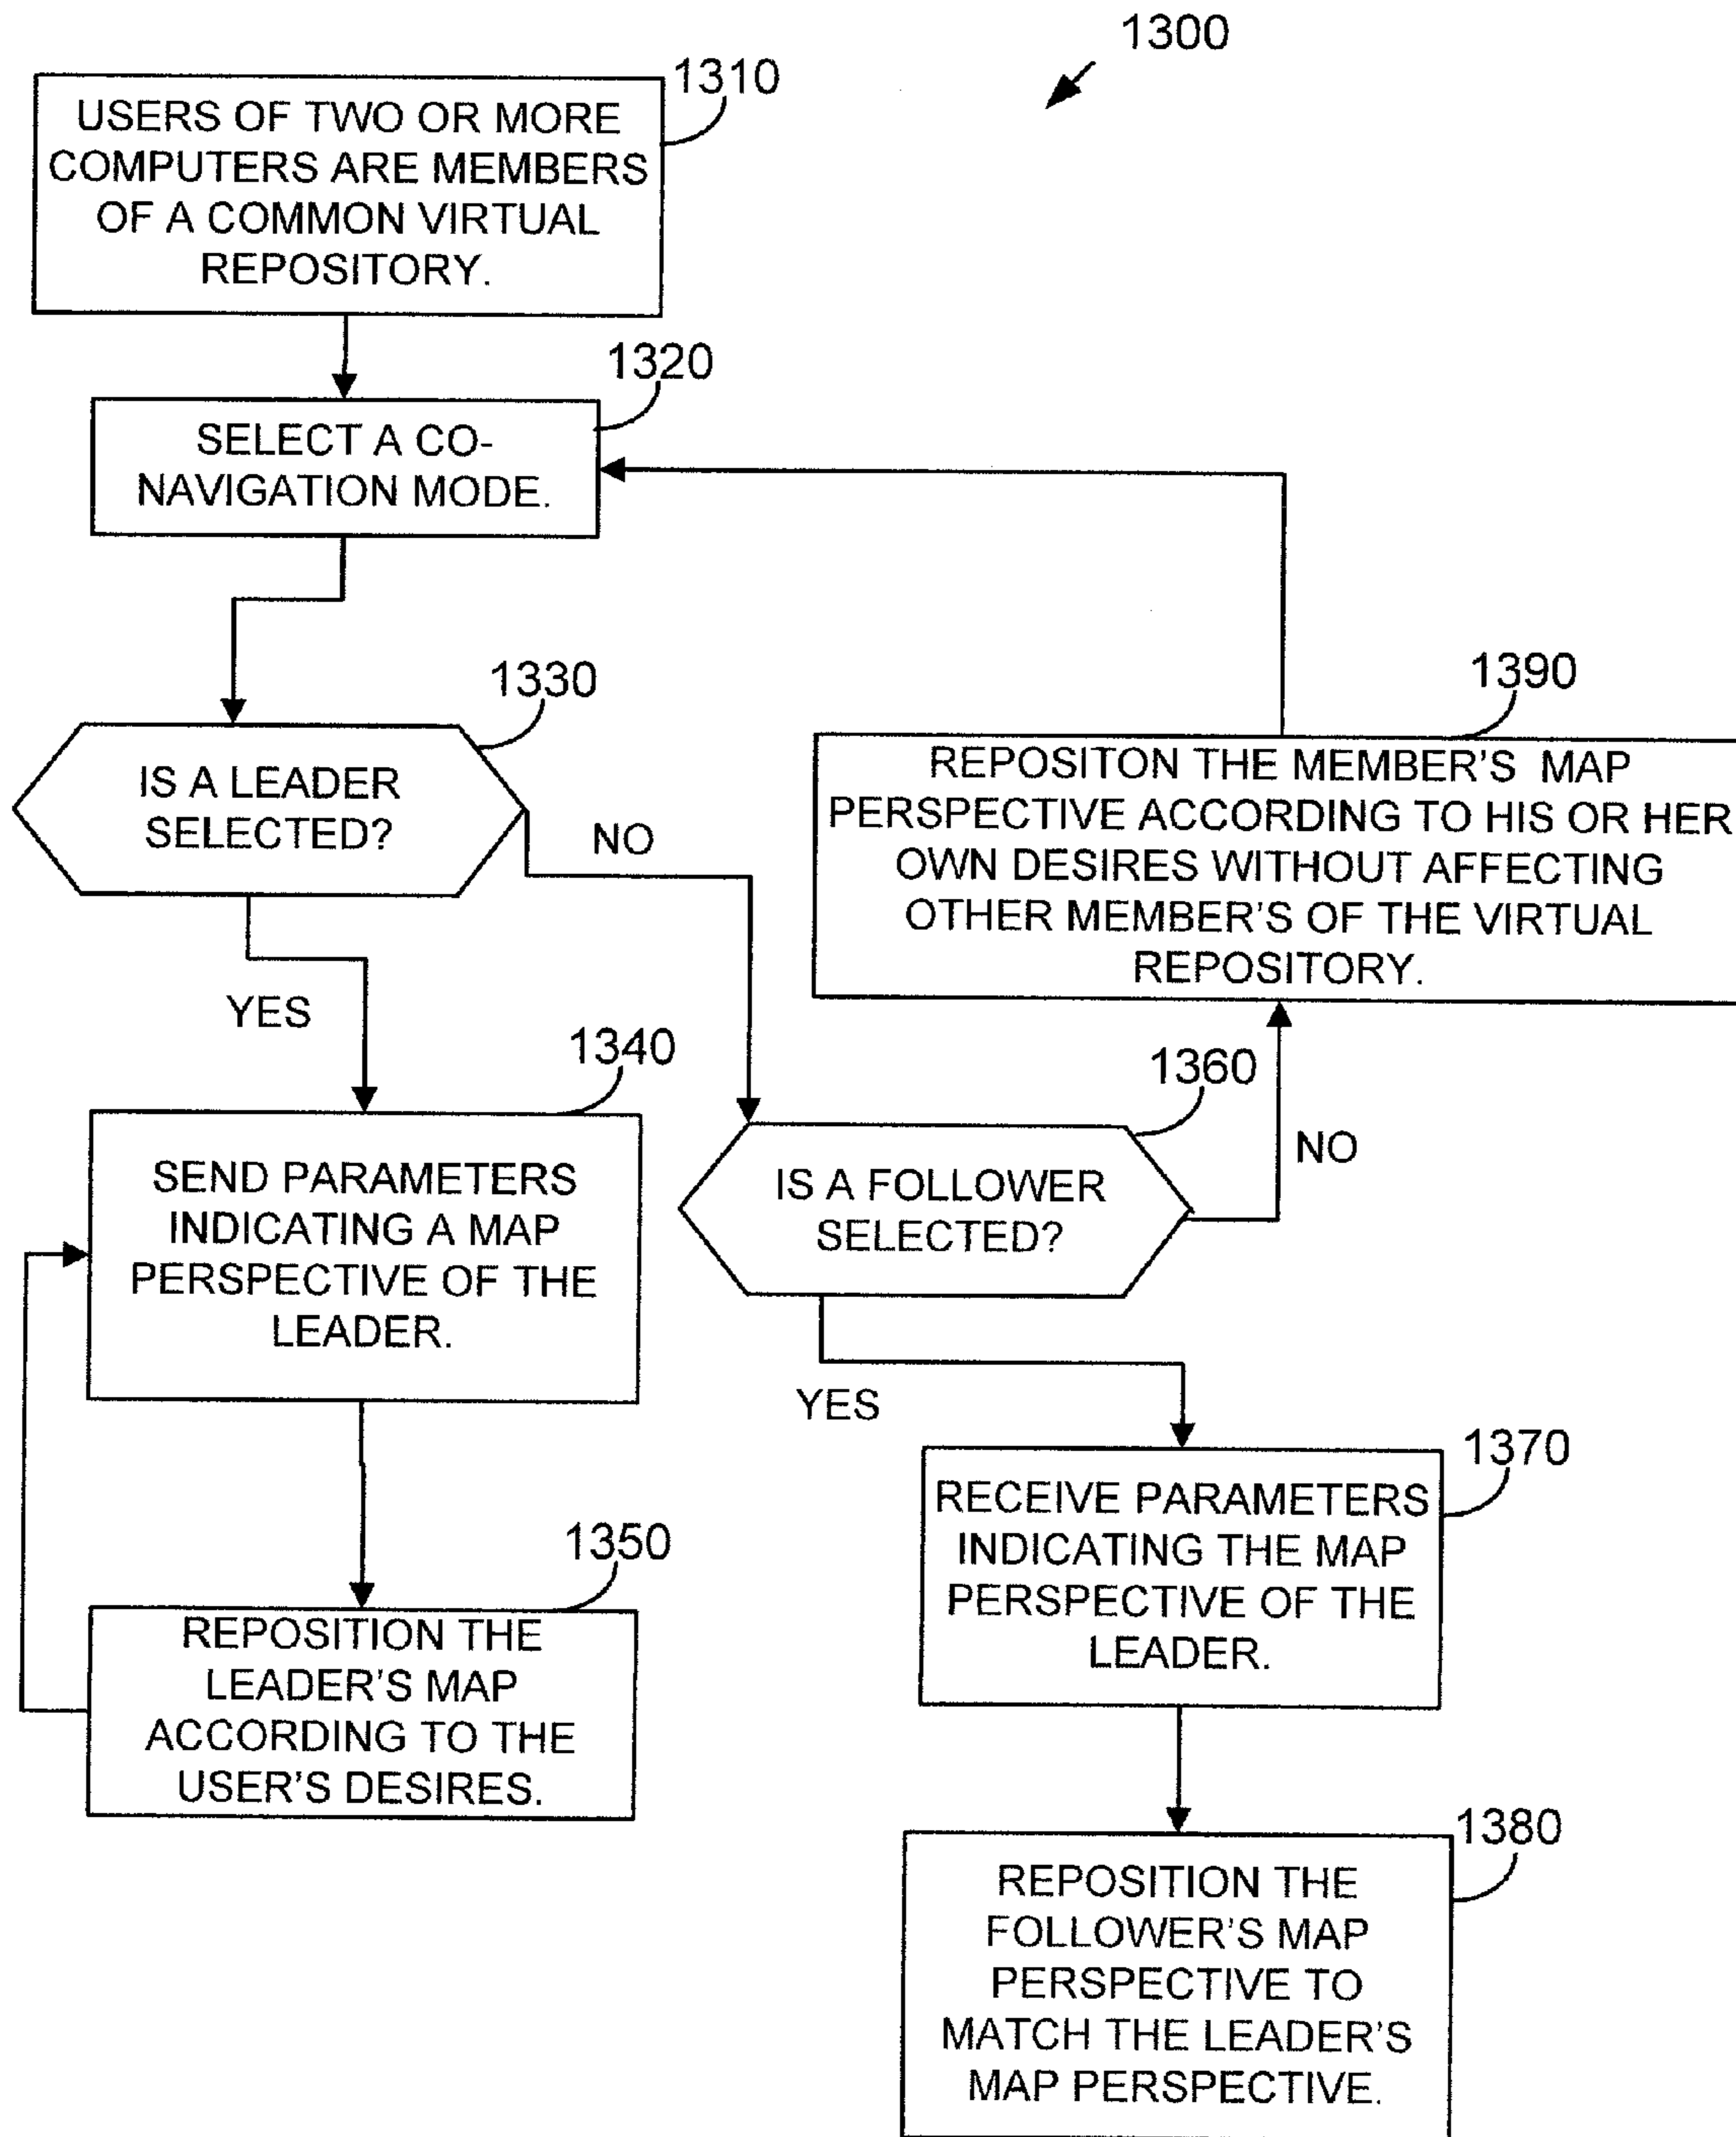 1300
1310
USERS OF TWO OR MORE
COMPUTERS ARE MEMBERS
OF A COMMON VIRTUAL
REPOSITORY.
1320
SELECT A CO-
NAVIGATION MODE.
1330
IS A LEADER
SELECTED?
NO
YES
1390
REPOSITON THE MEMBER'S MAP
PERSPECTIVE ACCORDING TO HIS OR HER
OWN DESIRES WITHOUT AFFECTING
OTHER MEMBER'S OF THE VIRTUAL
REPOSITORY.
1340
SEND PARAMETERS
INDICATING A MAP
PERSPECTIVE OF THE
LEADER.
1360
IS A FOLLOWER
SELECTED?
NO
YES
1350
REPOSITION THE
LEADER'S MAP
ACCORDING TO THE
USER'S DESIRES.
1370
RECEIVE PARAMETERS
INDICATING THE MAP
PERSPECTIVE OF THE
LEADER.
1380
REPOSITION THE
FOLLOWER'S MAP
PERSPECTIVE TO
MATCH THE LEADER'S
MAP PERSPECTIVE.